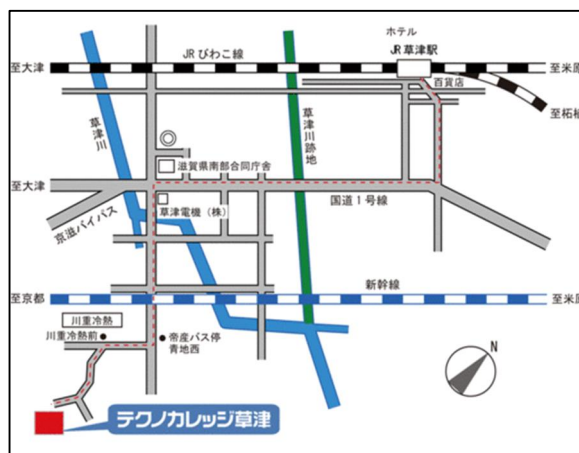 ホテル
JR草津駅
JRびわこ線
至大津
至米原
百貨店
至柘植
草津川
草津川跡地
滋賀県南部合同庁舎
至大津
国道1号線
京滋バイパス
草津電機（株）
新幹線
至京都
至米原
川重冷熱
川重冷熱前
帝産バス停
青地西
N
テクノカレッジ草津